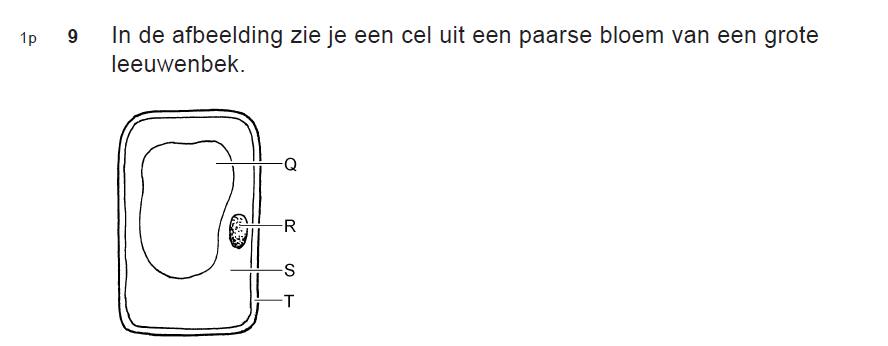 1p 9 In de afbeelding zie je een cel uit een paarse bloem van een grote
leeuwenbek.
Q
R
S
T